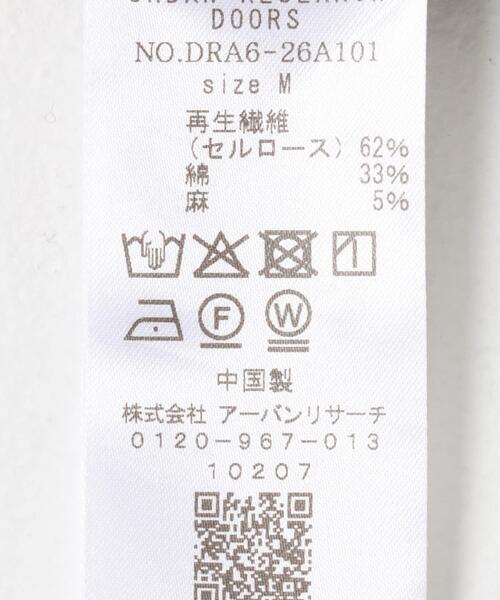 URBAN RESEARCH
DOORS
NO.DRA6-26A101
size M
再生繊維
(セルロース) 62%
綿 33%
麻 5%
F W
中国製
株式会社 アーバンリサーチ
0120-967-013
10207